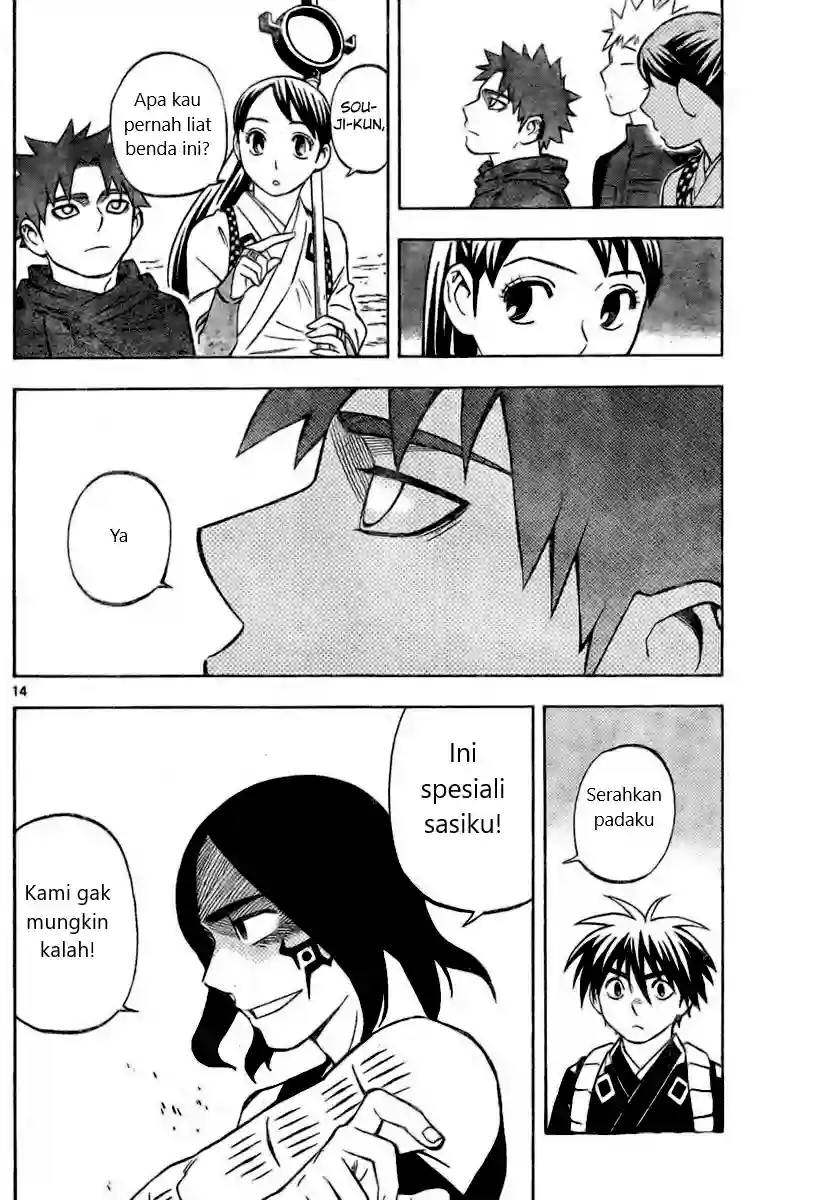 SOU-
JI-KUN,
Apa kau
pernah liat
benda ini?
Ya
14
Serahkan
padaku
Ini
spesiali
sasiku!
Kami gak
mungkin
kalah!